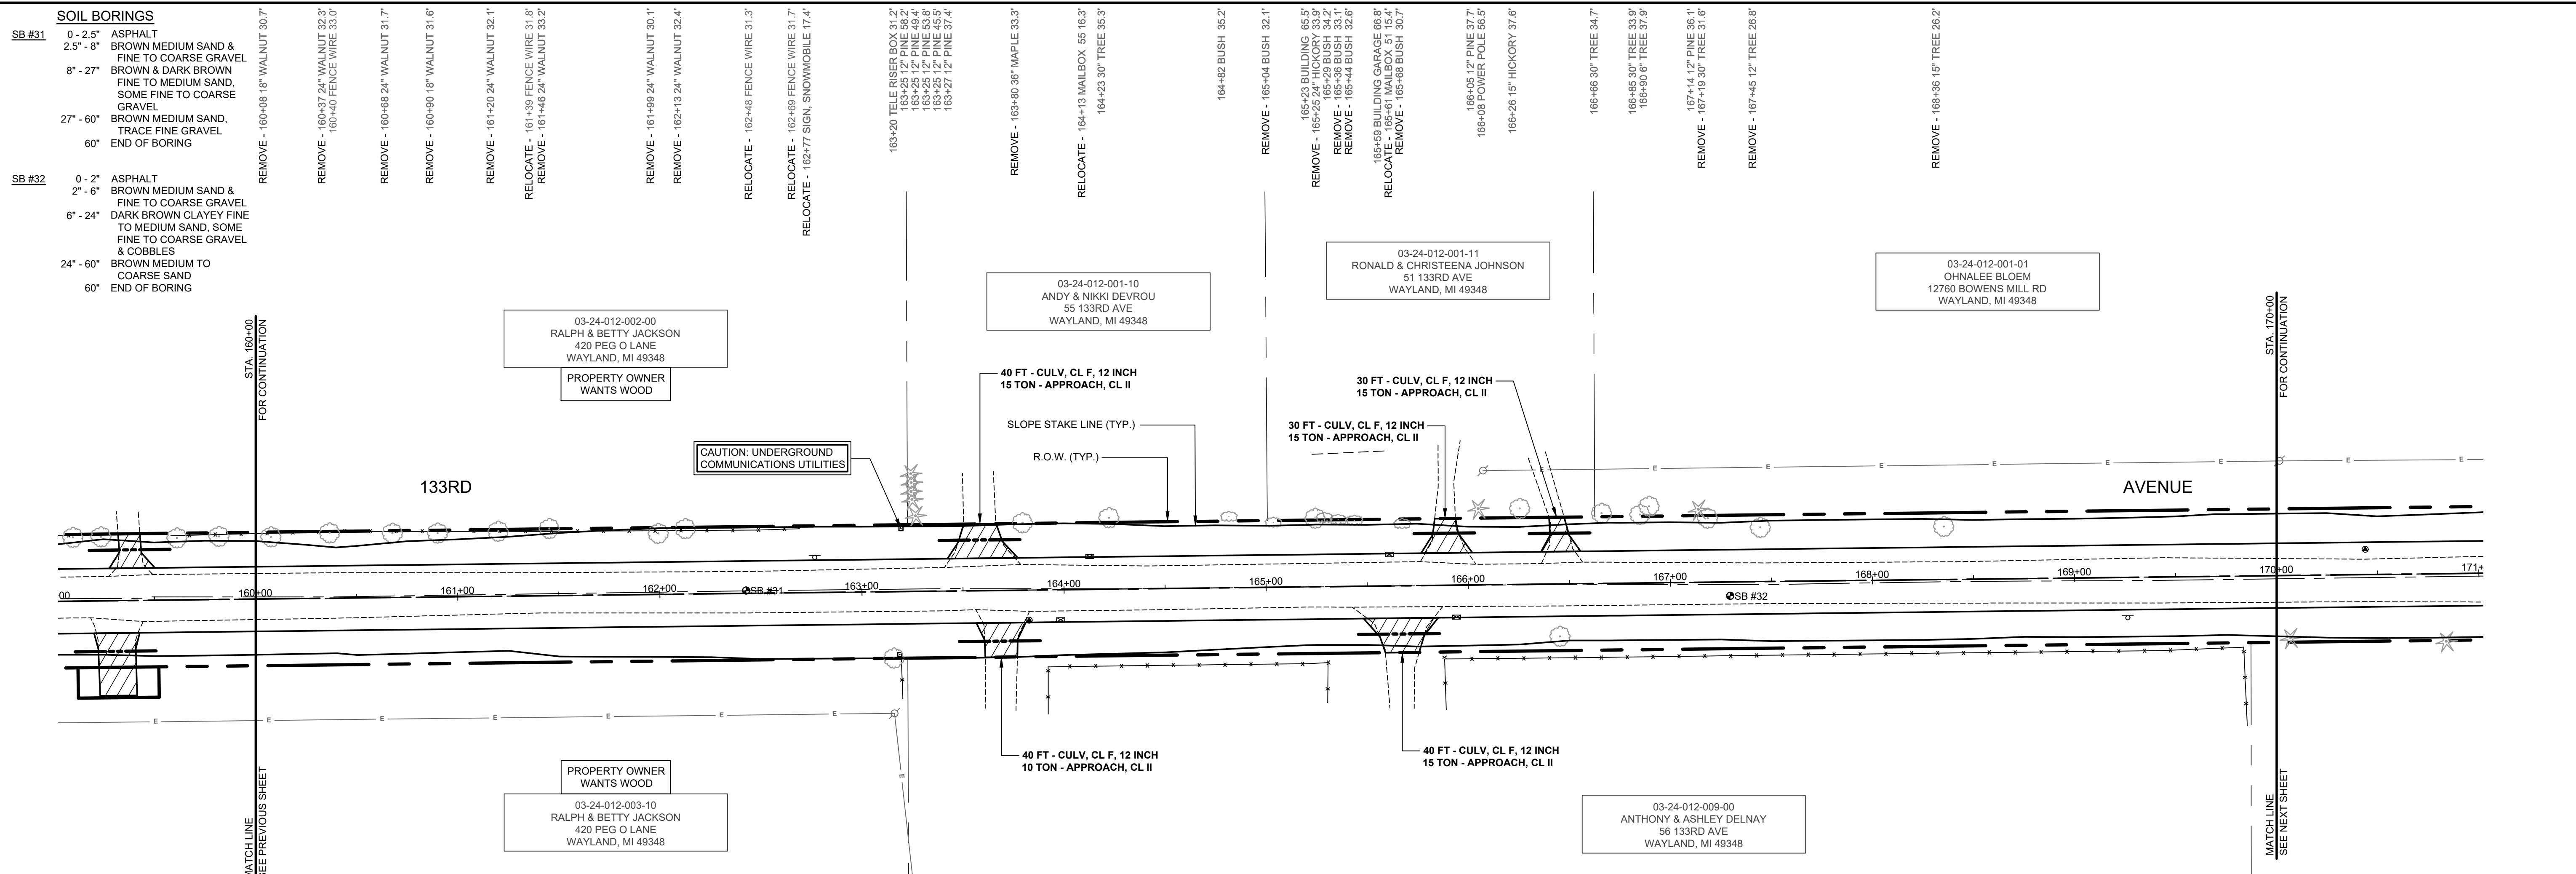 SOIL BORINGS
SB #31
0 - 2.5" ASPHALT
2.5" - 8" BROWN MEDIUM SAND &
FINE TO COARSE GRAVEL
8" - 27" BROWN & DARK BROWN
FINE TO MEDIUM SAND,
SOME FINE TO COARSE
GRAVEL
27" - 60" BROWN MEDIUM SAND,
TRACE FINE GRAVEL
60" END OF BORING
SB #32
0 - 2" ASPHALT
2" - 6" BROWN MEDIUM SAND &
FINE TO COARSE GRAVEL
6" - 24" DARK BROWN CLAYEY FINE
TO MEDIUM SAND, SOME
FINE TO COARSE GRAVEL
& COBBLES
24" - 60" BROWN MEDIUM TO
COARSE SAND
60" END OF BORING
REMOVE - 160+08 18" WALNUT 30.7'
REMOVE - 160+37 24" WALNUT 32.3'
160+40 FENCE WIRE 33.0'
REMOVE - 160+68 24" WALNUT 31.7'
REMOVE - 160+90 18" WALNUT 31.6'
REMOVE - 161+20 24" WALNUT 32.1'
RELOCATE - 161+39 FENCE WIRE 31.8'
REMOVE - 161+46 24" WALNUT 33.2'
REMOVE - 161+99 24" WALNUT 30.1'
REMOVE - 162+13 24" WALNUT 32.4'
RELOCATE - 162+48 FENCE WIRE 31.3'
RELOCATE - 162+69 FENCE WIRE 31.7'
RELOCATE - 162+77 SIGN, SNOWMOBILE 17.4'
163+20 TELE RISER BOX 31.2'
163+25 12" PINE 58.2'
163+25 12" PINE 49.4'
163+25 12" PINE 53.8'
163+25 12" PINE 45.5'
163+27 12" PINE 37.4'
REMOVE - 163+80 36" MAPLE 33.3'
RELOCATE - 164+13 MAILBOX 55 16.3'
164+23 30" TREE 35.3'
164+82 BUSH 35.2'
REMOVE - 165+04 BUSH 32.1'
165+23 BUILDING 65.5'
REMOVE - 165+25 24" HICKORY 33.9'
165+29 BUSH 34.2'
REMOVE - 165+36 BUSH 33.1'
REMOVE - 165+44 BUSH 32.6'
165+59 BUILDING GARAGE 66.8'
RELOCATE - 165+61 MAILBOX 51 15.4'
REMOVE - 165+68 BUSH 30.7'
166+05 12" PINE 37.7'
166+08 POWER POLE 56.5'
166+26 15" HICKORY 37.6'
166+66 30" TREE 34.7'
166+85 30" TREE 33.9'
166+90 6" TREE 37.9'
167+14 12" PINE 36.1'
REMOVE - 167+19 30" TREE 31.6'
REMOVE - 167+45 12" TREE 26.8'
REMOVE - 168+36 15" TREE 26.2'
03-24-012-002-00
RALPH & BETTY JACKSON
420 PEG O LANE
WAYLAND, MI 49348
PROPERTY OWNER
WANTS WOOD
03-24-012-001-10
ANDY & NIKKI DEVROU
55 133RD AVE
WAYLAND, MI 49348
03-24-012-001-11
RONALD & CHRISTEENA JOHNSON
51 133RD AVE
WAYLAND, MI 49348
03-24-012-001-01
OHNALEE BLOEM
12760 BOWENS MILL RD
WAYLAND, MI 49348
STA. 160+00
FOR CONTINUATION
STA. 170+00
FOR CONTINUATION
40 FT - CULV, CL F, 12 INCH
15 TON - APPROACH, CL II
30 FT - CULV, CL F, 12 INCH
15 TON - APPROACH, CL II
SLOPE STAKE LINE (TYP.)
30 FT - CULV, CL F, 12 INCH
15 TON - APPROACH, CL II
CAUTION: UNDERGROUND
COMMUNICATIONS UTILITIES
R.O.W. (TYP.)
133RD
AVENUE
E E E E E E E E E
00 160+00 161+00 162+00 163+00 164+00 165+00 166+00 167+00 168+00 169+00 170+00 171+
SB #31
SB #32
E E E E E E E
E
40 FT - CULV, CL F, 12 INCH
10 TON - APPROACH, CL II
40 FT - CULV, CL F, 12 INCH
15 TON - APPROACH, CL II
PROPERTY OWNER
WANTS WOOD
03-24-012-003-10
RALPH & BETTY JACKSON
420 PEG O LANE
WAYLAND, MI 49348
03-24-012-009-00
ANTHONY & ASHLEY DELNAY
56 133RD AVE
WAYLAND, MI 49348
MATCH LINE
SEE PREVIOUS SHEET
MATCH LINE
SEE NEXT SHEET